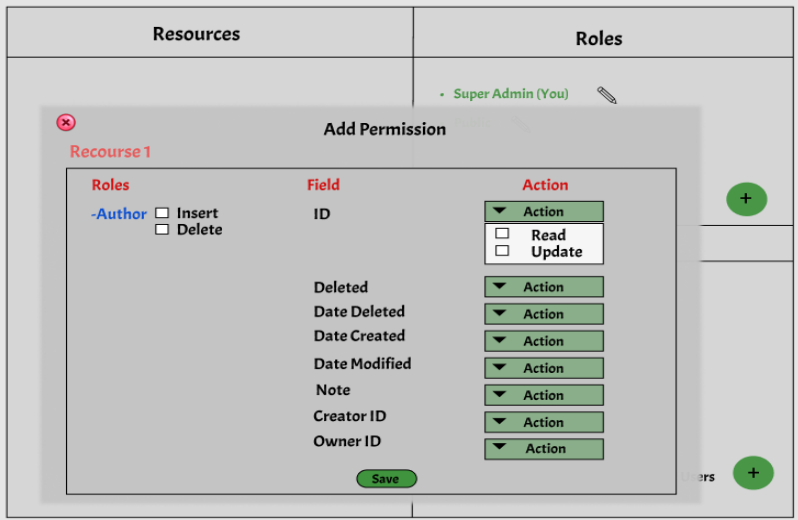 Resources
Roles
• Super Admin (You)
Add Permission
Recourse 1
Roles Field Action
-Author Insert ID Action
Delete
Read
Update
Deleted Action
Date Deleted Action
Date Created Action
Date Modified Action
Note Action
Creator ID Action
Owner ID Action
Save
+
+